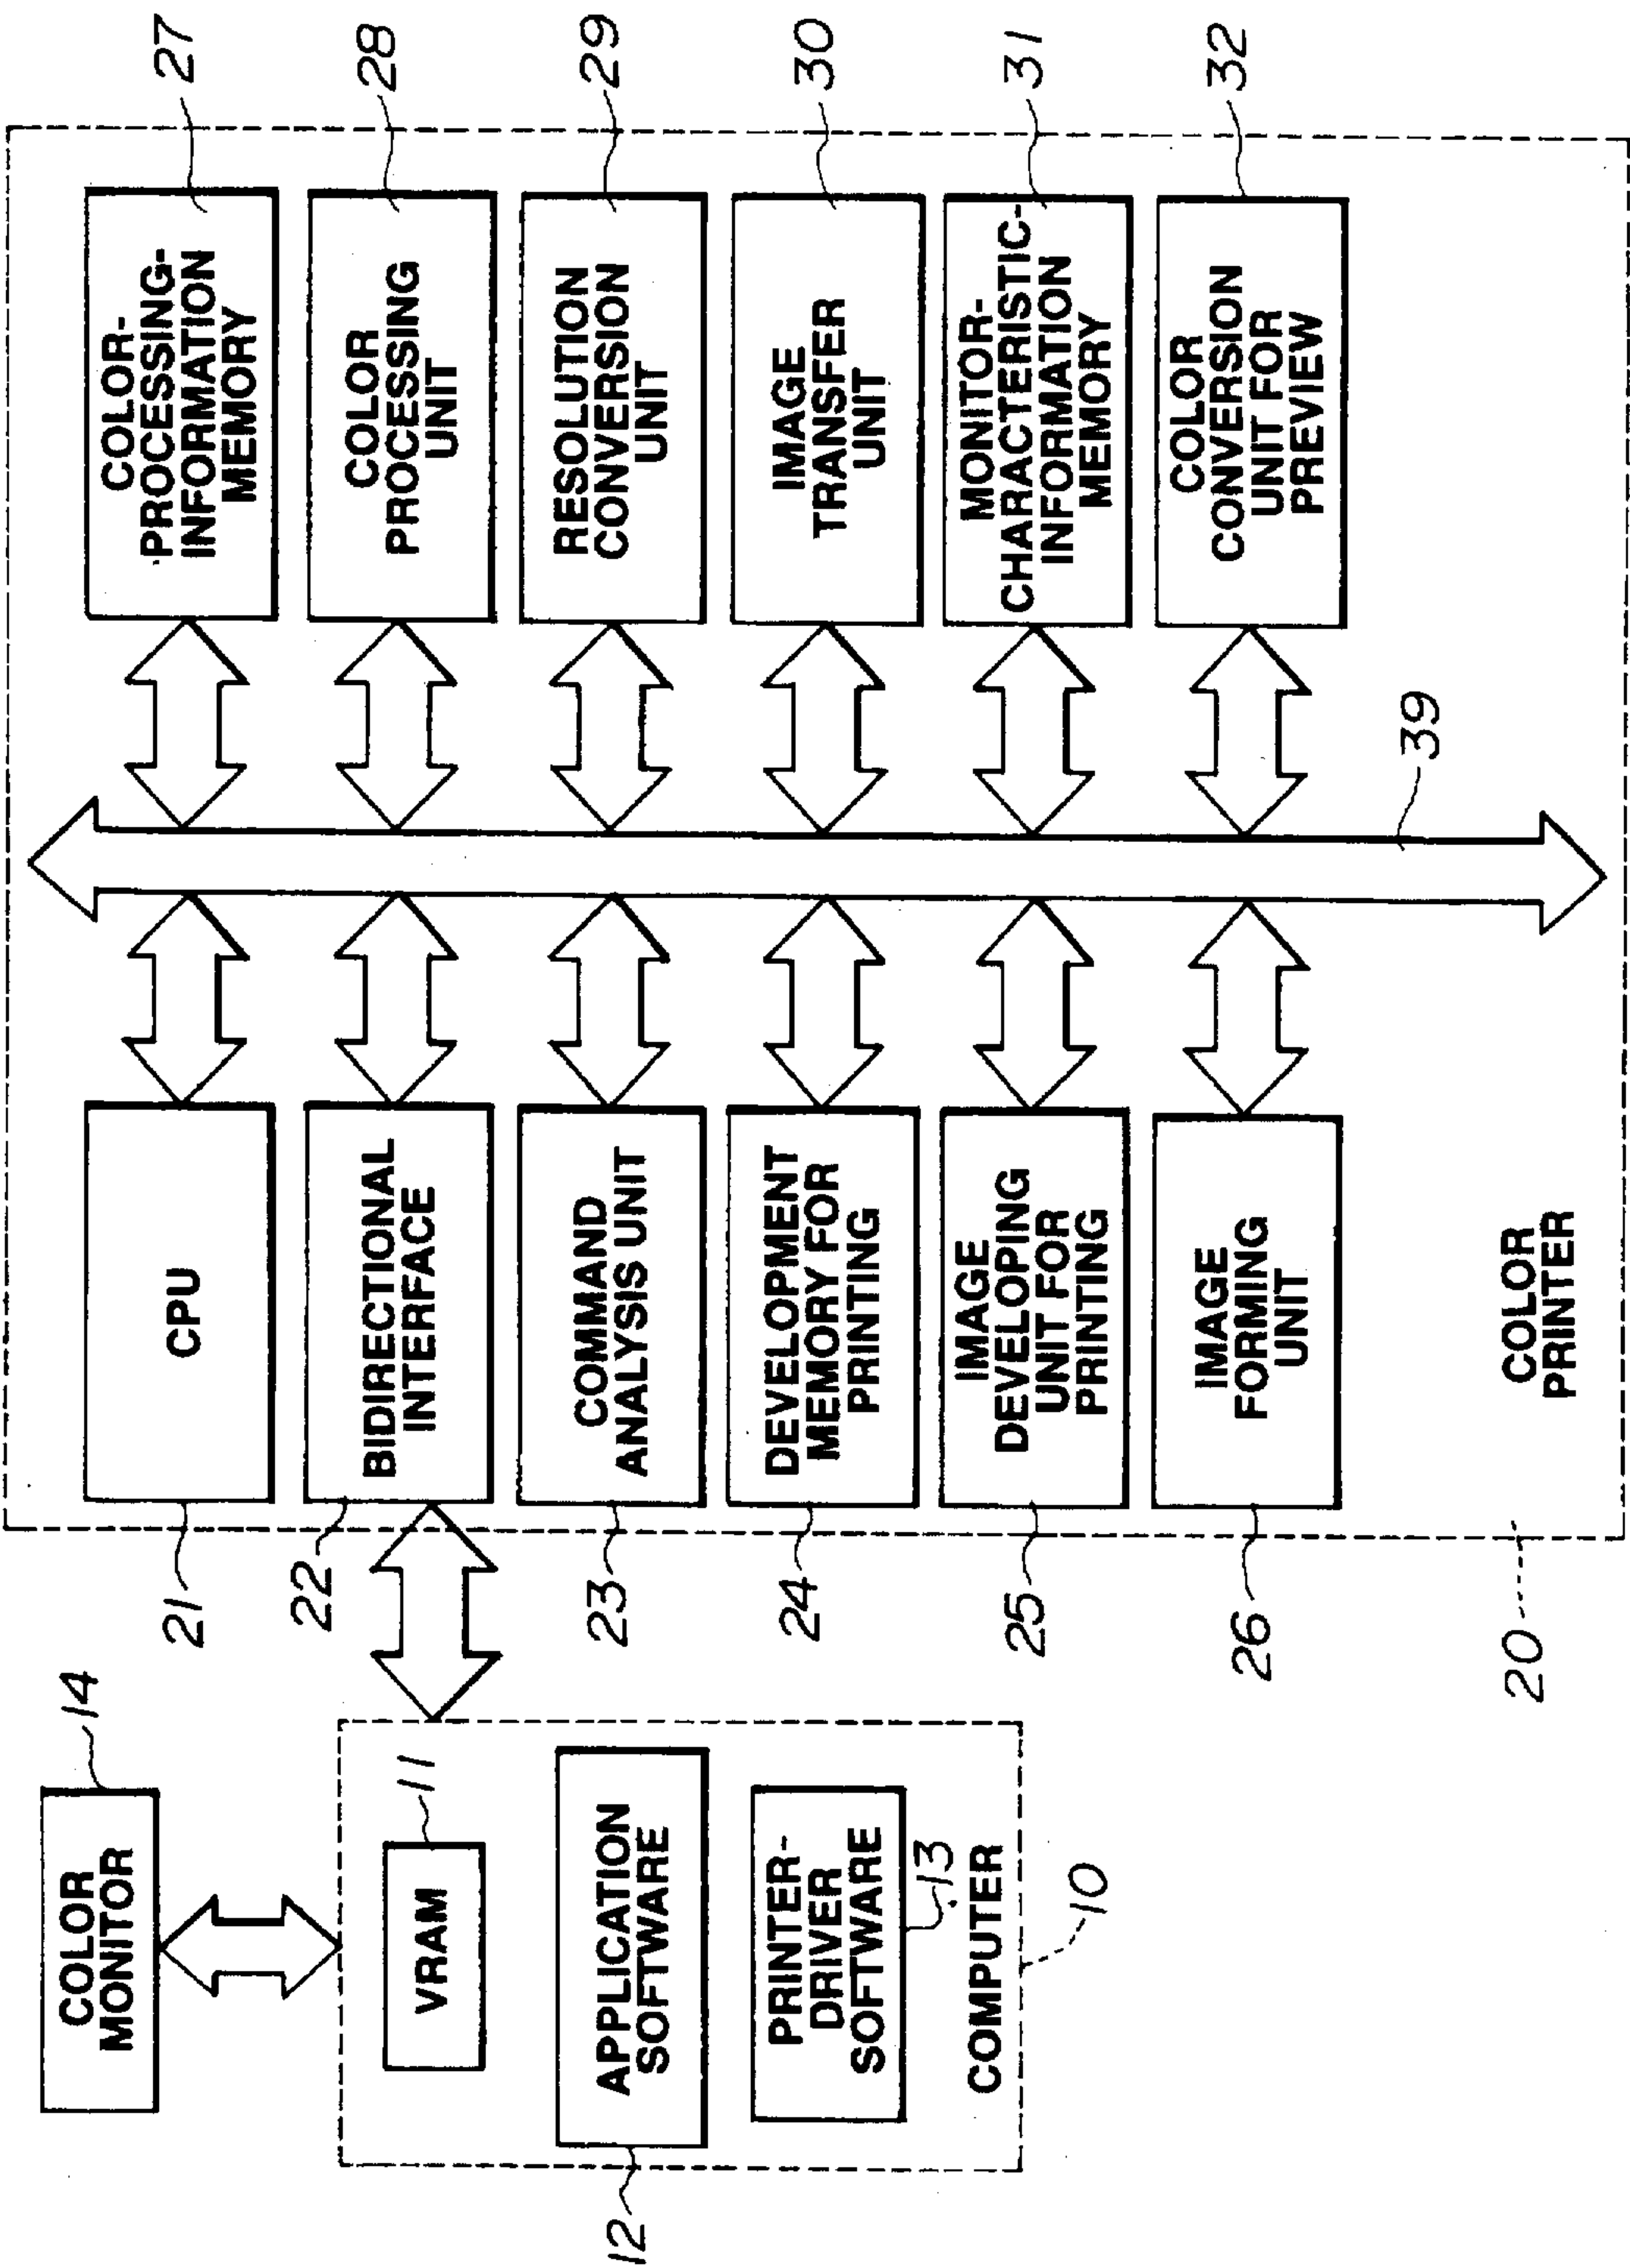 COLOR
MONITOR
14
VRAM
11
APPLICATION
SOFTWARE
12
PRINTER-
DRIVER
SOFTWARE
13
COMPUTER
10
CPU
21
BIDIRECTIONAL
INTERFACE
22
COMMAND
ANALYSIS UNIT
23
DEVELOPMENT
MEMORY FOR
PRINTING
24
IMAGE
DEVELOPING
UNIT FOR
PRINTING
25
IMAGE
FORMING
UNIT
26
COLOR
PRINTER
20
39
COLOR-
PROCESSING-
INFORMATION
MEMORY
27
COLOR
PROCESSING
UNIT
28
RESOLUTION
CONVERSION
UNIT
29
IMAGE
TRANSFER
UNIT
30
MONITOR-
CHARACTERISTIC-
INFORMATION
MEMORY
31
COLOR
CONVERSION
UNIT FOR
PREVIEW
32